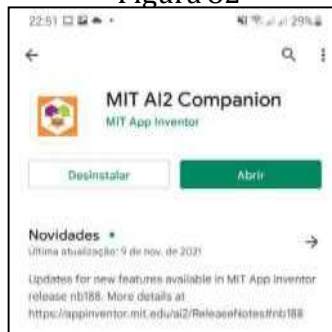 Figura 82
22:51
29%
MIT AI2 Companion
MIT App Inventor
Desinstalar
Abrir
Novidades
Última atualização: 9 de nov. de 2021
Updates for new features available in MIT App Inventor
release nb188. More details at
https://appinventor.mit.edu/ai2/ReleaseNotes#nb188